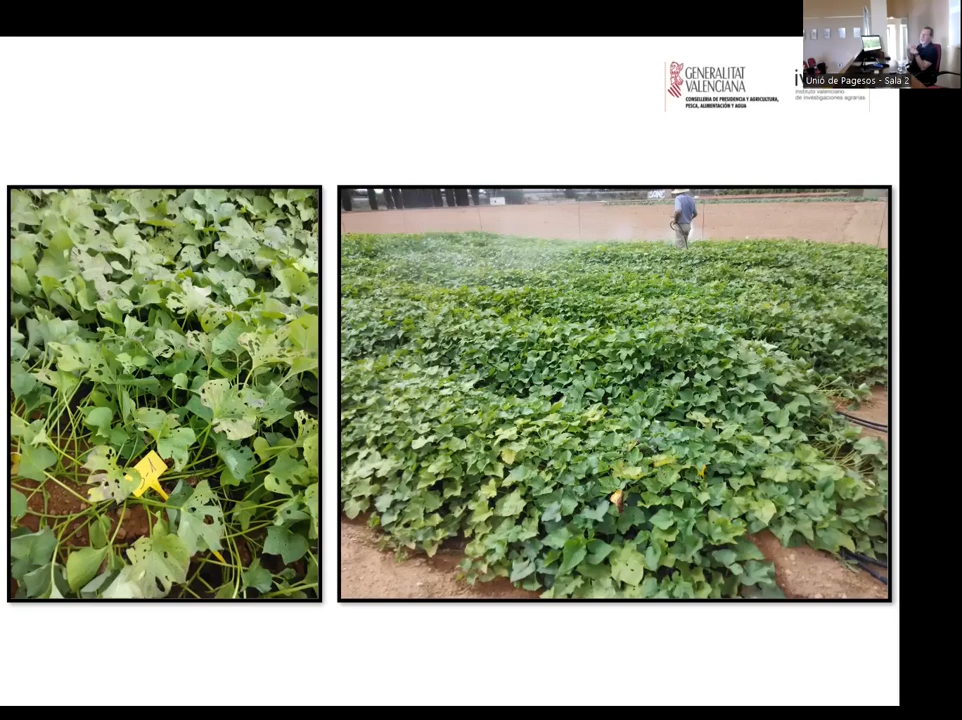 GENERALITAT
VALENCIANA
CONSELLERIA DE PRESIDENCIA Y AGRICULTURA,
PESCA, ALIMENTACIÓN Y AGUA
Unió de Pagesos - Sala 2
instituto valenciano
de investigaciones agrarias